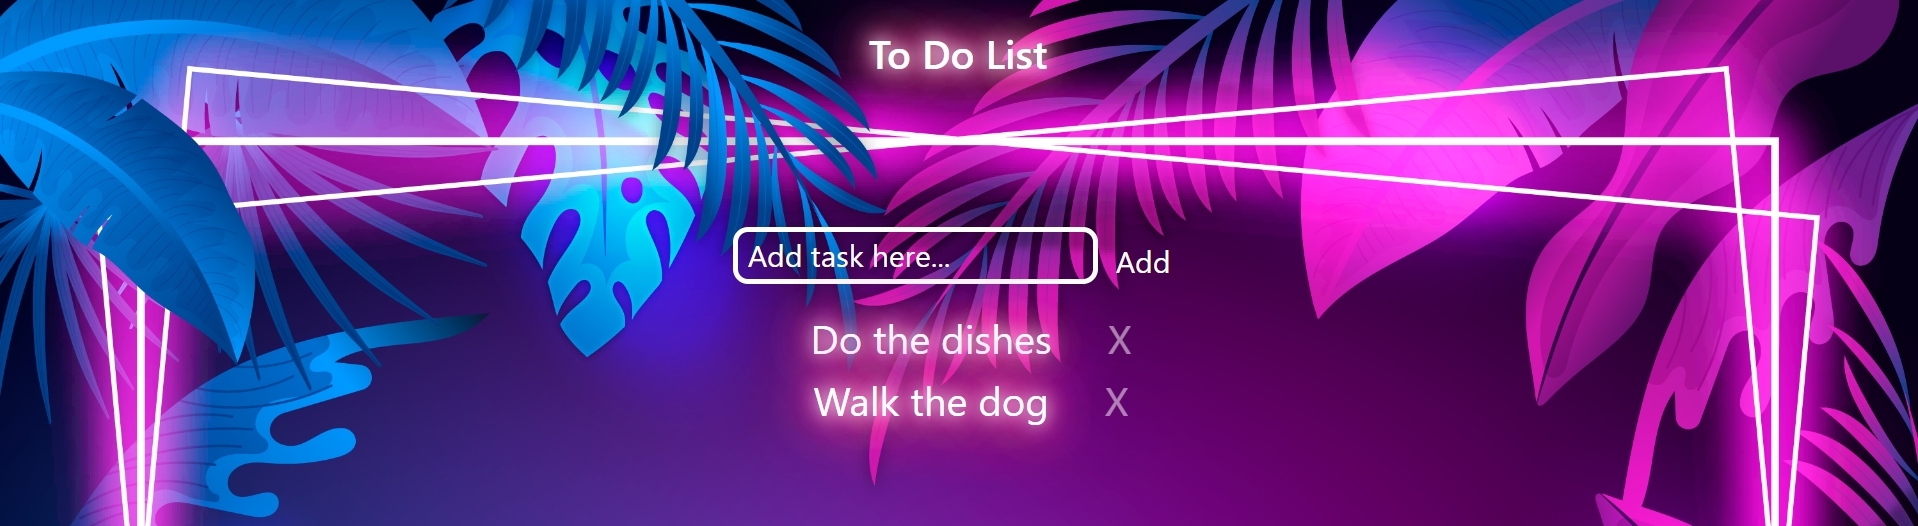 To Do List
Add task here... Add
Do the dishes X
Walk the dog X